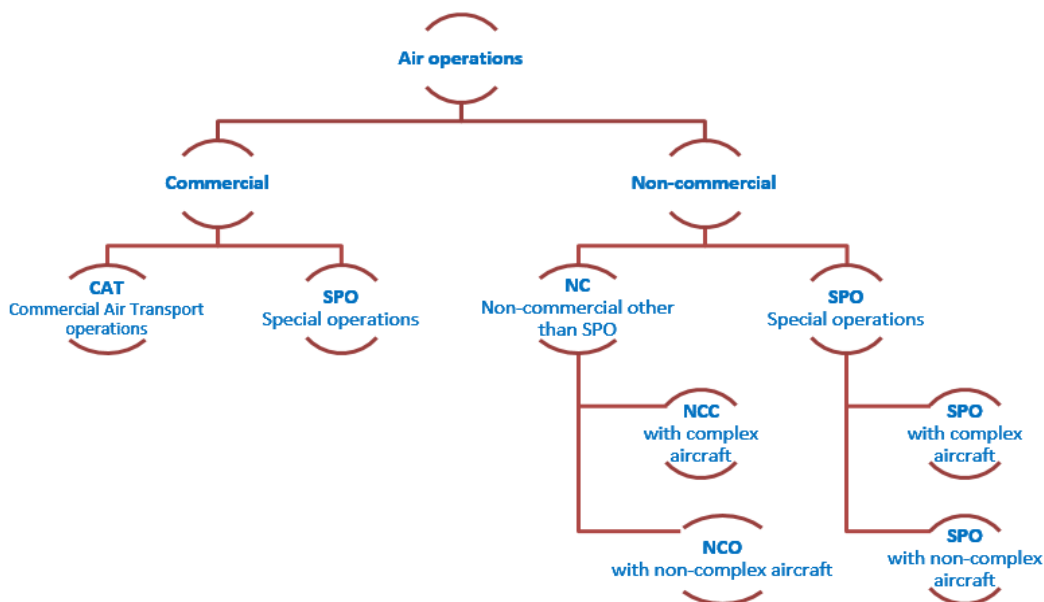 Air operations
Commercial
Non-commercial
CAT
Commercial Air Transport
operations
SPO
Special operations
NC
Non-commercial other
than SPO
SPO
Special operations
NCC
with complex
aircraft
SPO
with complex
aircraft
NCO
with non-complex aircraft
SPO
with non-complex
aircraft